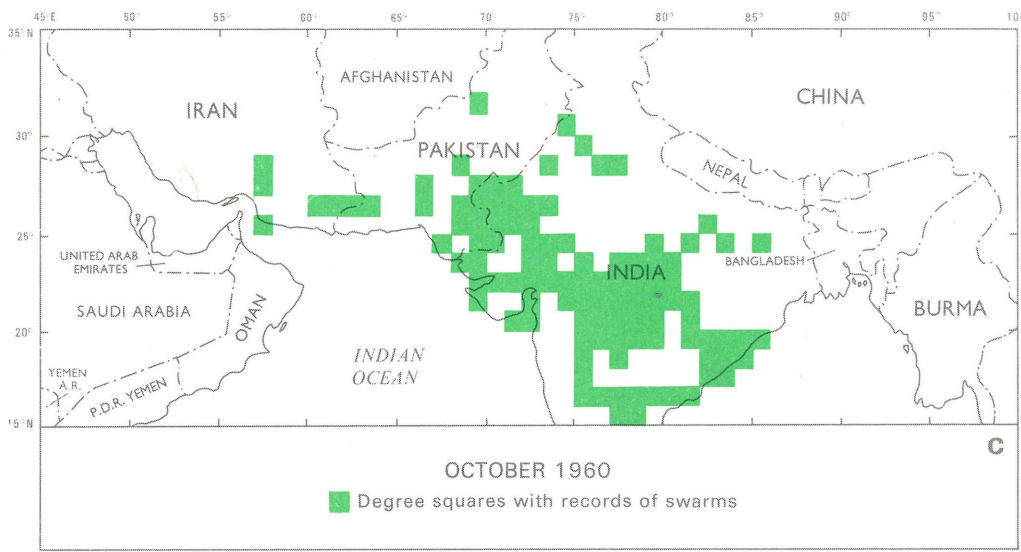 45°E 50° 55° 60° 65° 70° 75° 80° 85° 90° 95° 10
35°N
AFGHANISTAN
IRAN
CHINA
30°
PAKISTAN
NEPAL
25°
UNITED ARAB
EMIRATES
BANGLADESH
INDIA
SAUDI ARABIA
OMAN
BURMA
20°
INDIAN
OCEAN
YEMEN
A.R.
P.D.R. YEMEN
15°N
C
OCTOBER 1960
Degree squares with records of swarms